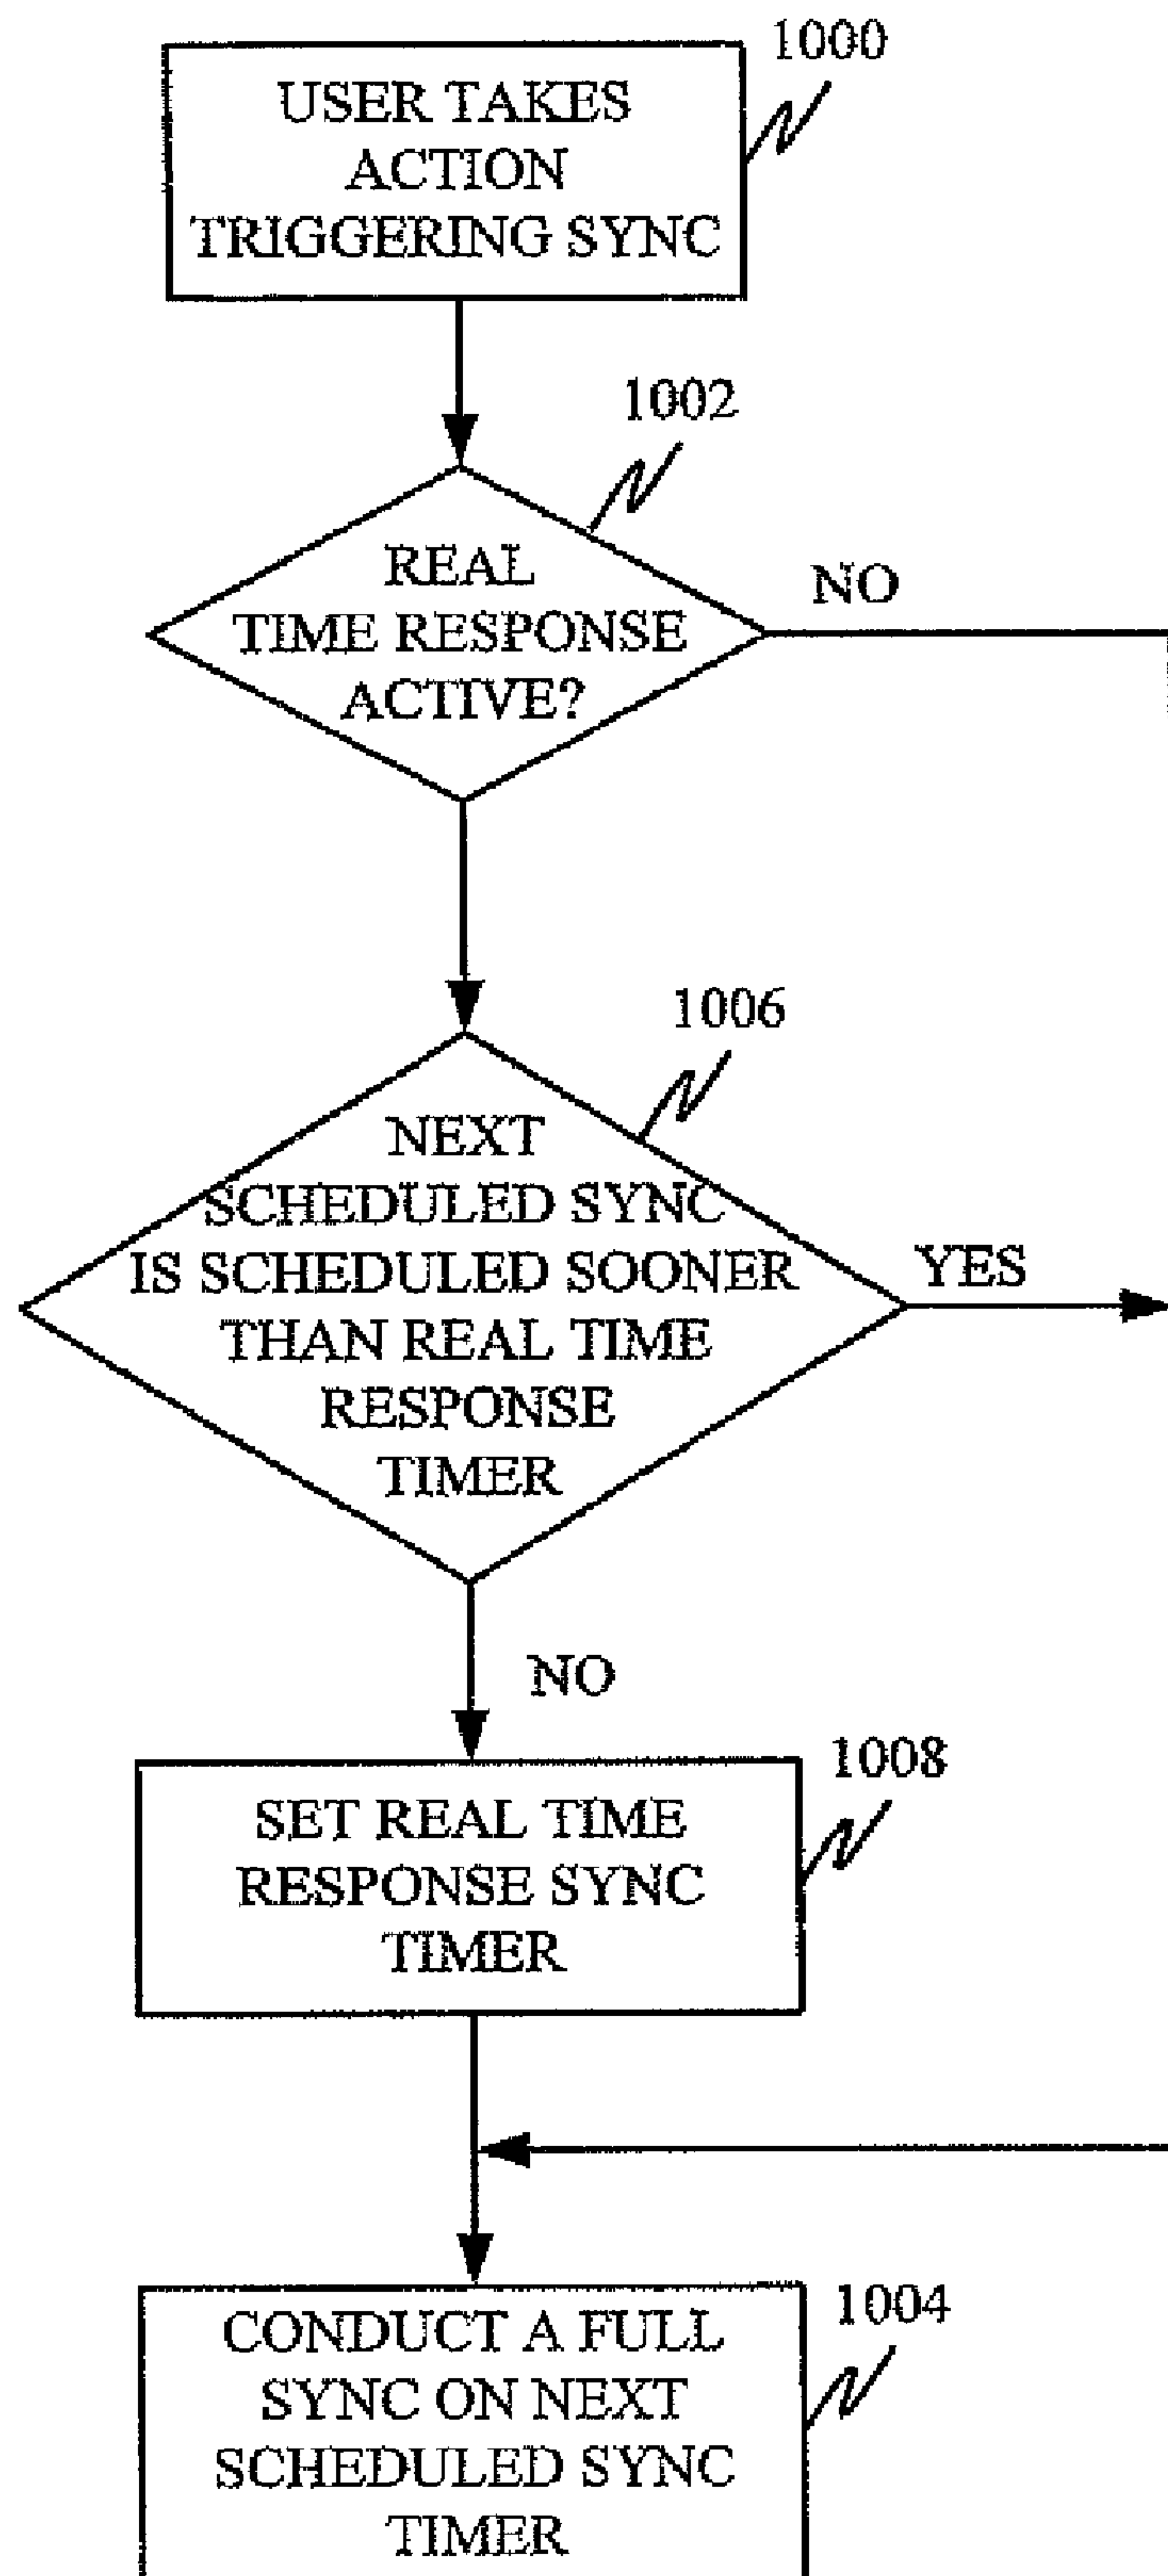 1000
USER TAKES
ACTION
TRIGGERING SYNC
1002
REAL
TIME RESPONSE
ACTIVE?
NO
1006
NEXT
SCHEDULED SYNC
IS SCHEDULED SOONER
THAN REAL TIME
RESPONSE
TIMER
YES
NO
1008
SET REAL TIME
RESPONSE SYNC
TIMER
1004
CONDUCT A FULL
SYNC ON NEXT
SCHEDULED SYNC
TIMER